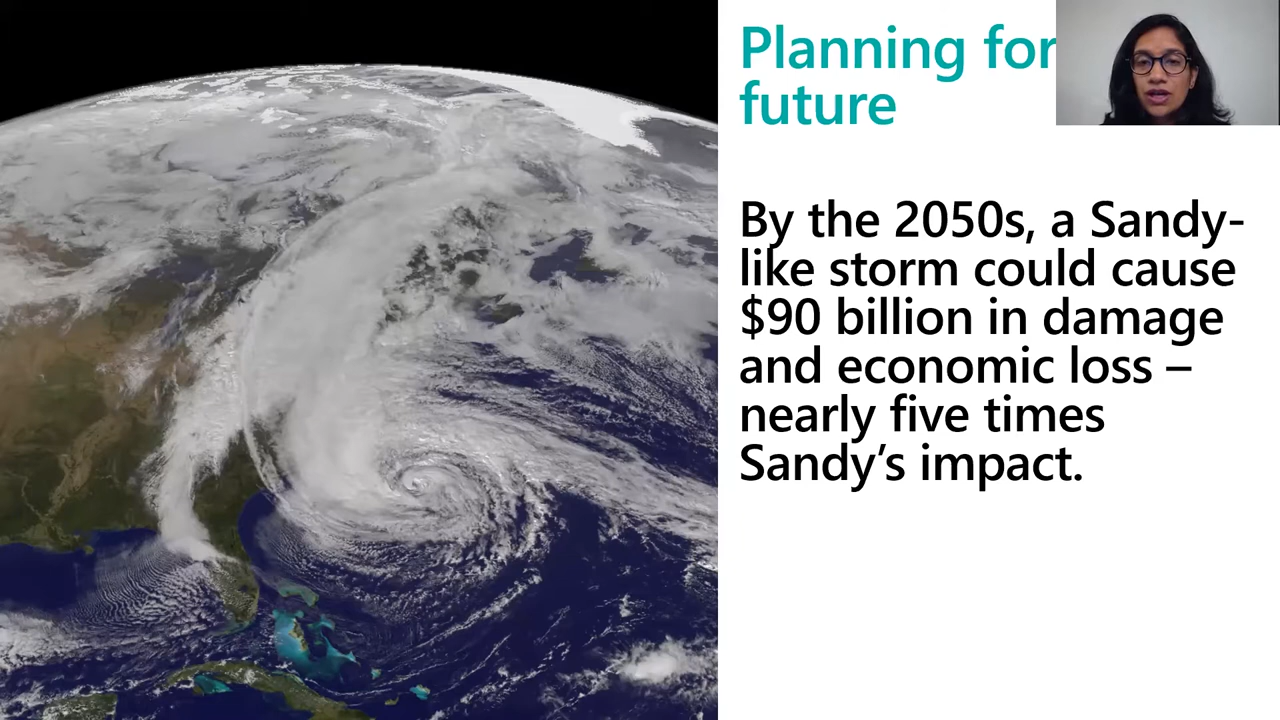 Planning for
future
By the 2050s, a Sandy-
like storm could cause
$90 billion in damage
and economic loss –
nearly five times
Sandy’s impact.